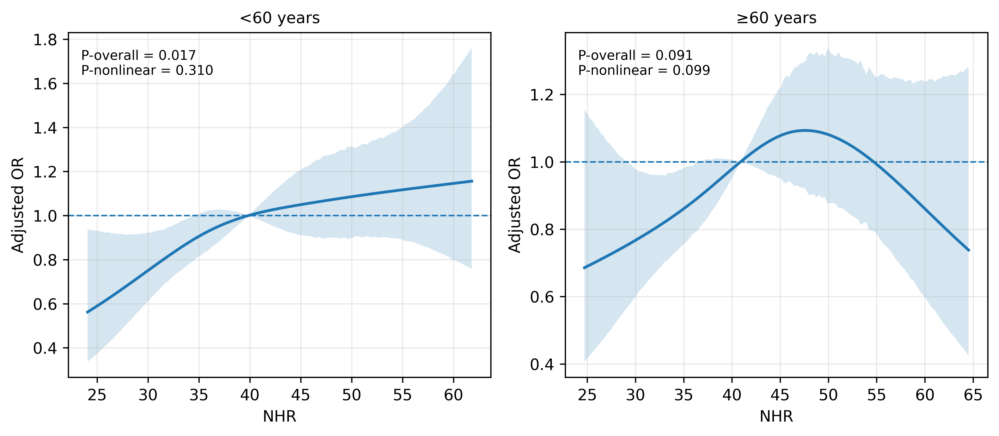 <60 years
P-overall = 0.017
P-nonlinear = 0.310
1.8
1.6
1.4
1.2
1.0
0.8
0.6
0.4
Adjusted OR
25 30 35 40 45 50 55 60
NHR
≥60 years
P-overall = 0.091
P-nonlinear = 0.099
1.2
1.0
0.8
0.6
0.4
Adjusted OR
25 30 35 40 45 50 55 60 65
NHR